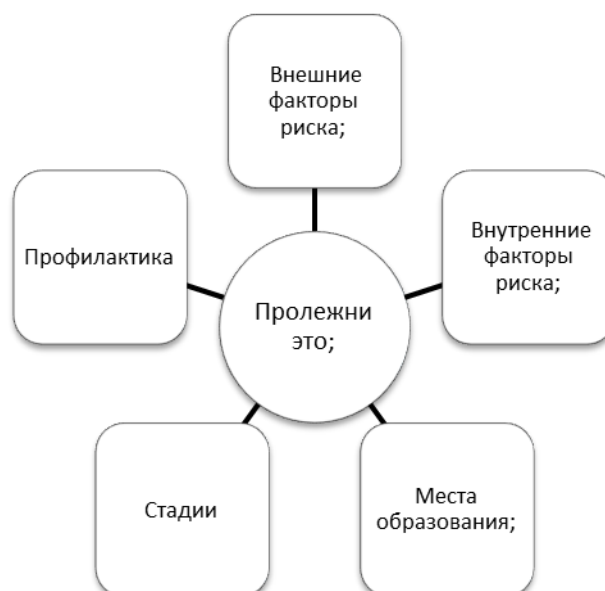 Внешние
факторы
риска;
Профилактика
Внутренние
факторы
риска;
Пролежни
это;
Стадии
Места
образования;